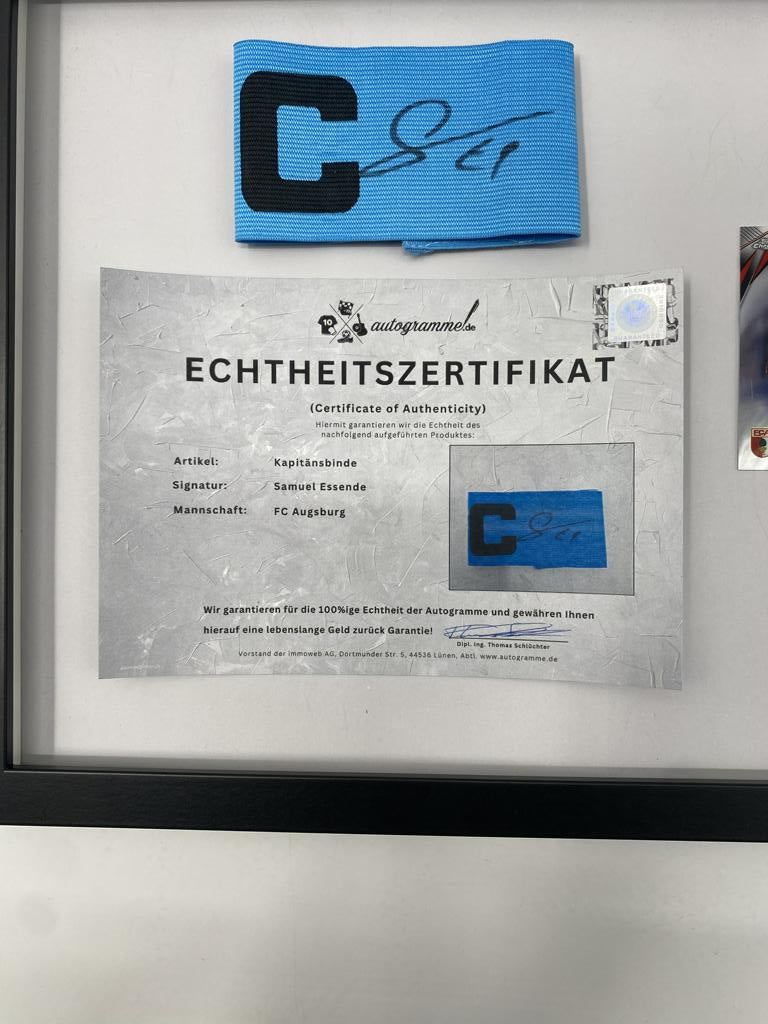 C
10
autogramme.de
ECHTHEITSZERTIFIKAT
(Certificate of Authenticity)
Hiermit garantieren wir die Echtheit des
nachfolgend aufgeführten Produktes:
Artikel: Kapitänsbinde
Signatur: Samuel Essende
Mannschaft: FC Augsburg
C
Wir garantieren für die 100%ige Echtheit der Autogramme und gewähren Ihnen
hierauf eine lebenslange Geld zurück Garantie!
Dipl. Ing. Thomas Schlüchter
Vorstand der immoweb AG, Dortmunder Str. 5, 44536 Lünen, Abtl. www.autogramme.de
FCA